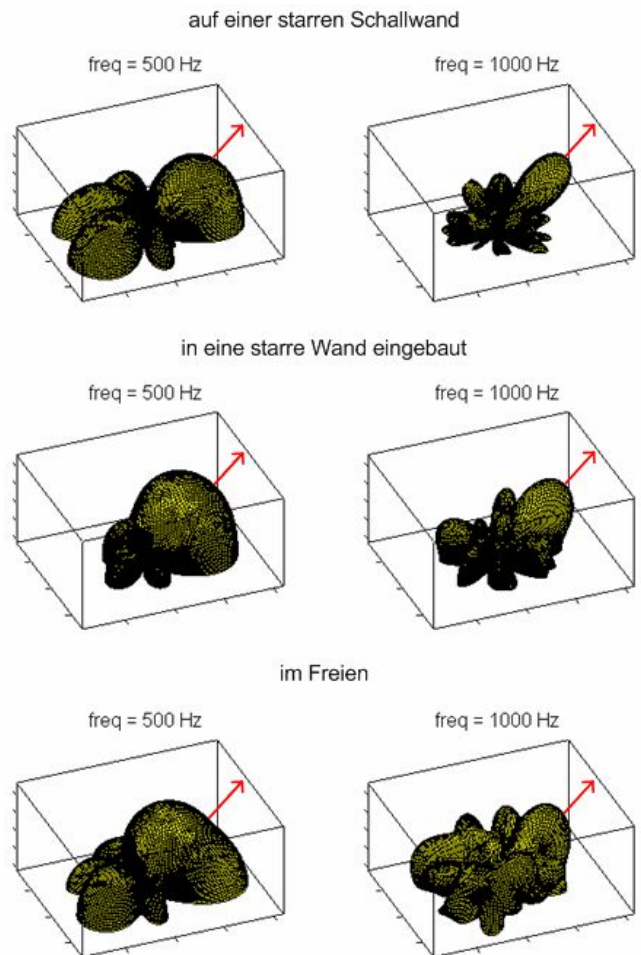 auf einer starren Schallwand
freq = 500 Hz
freq = 1000 Hz
in eine starre Wand eingebaut
freq = 500 Hz
freq = 1000 Hz
im Freien
freq = 500 Hz
freq = 1000 Hz